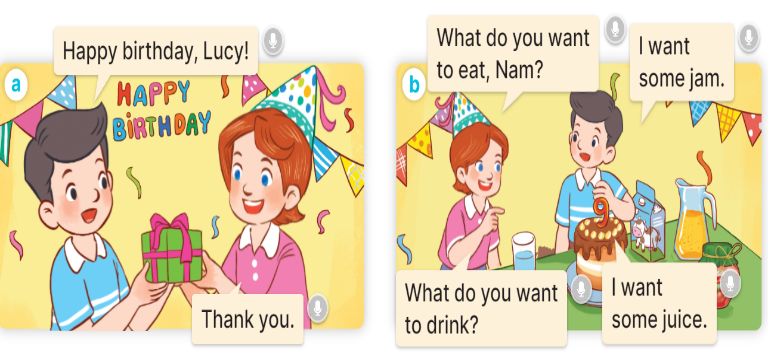 a
Happy birthday, Lucy!
HAPPY
BiRTHDAY
Thank you.
b
What do you want
to eat, Nam?
I want
some jam.
9
What do you want
to drink?
I want
some juice.